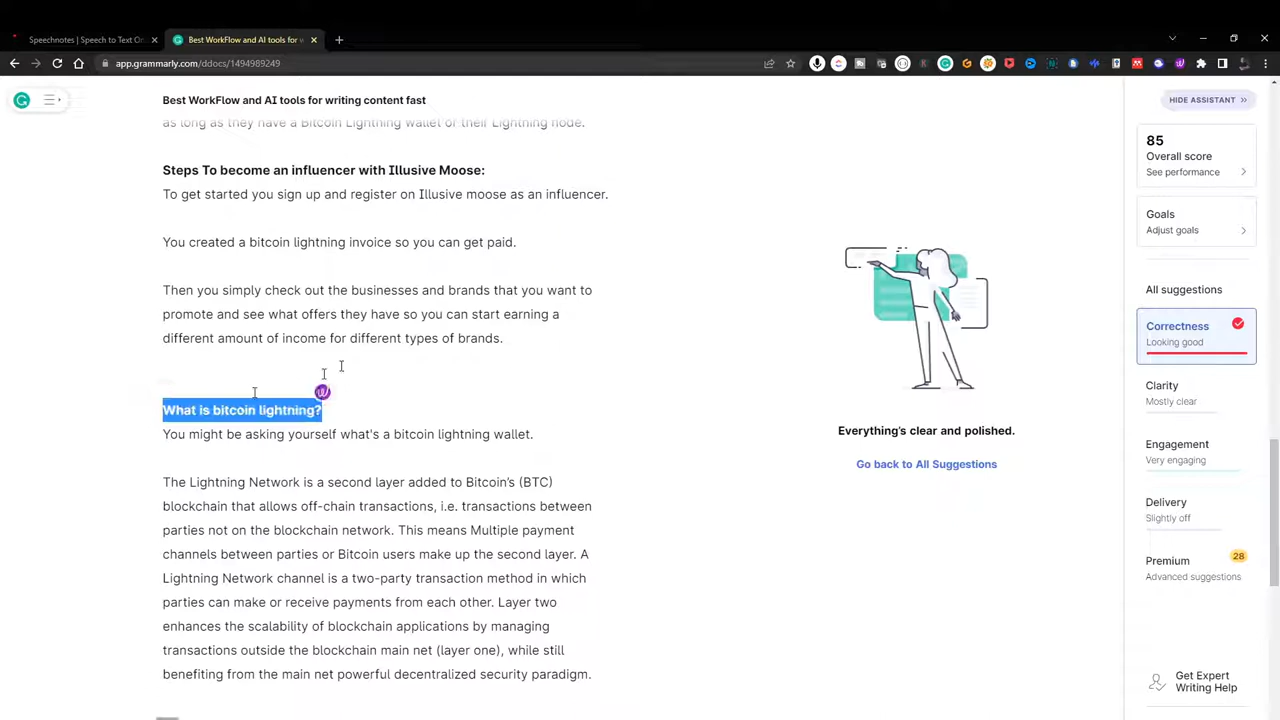 Speechnotes | Speech to Text On
Best WorkFlow and AI tools for w
app.grammarly.com/ddocs/1494989249
Best WorkFlow and AI tools for writing content fast
HIDE ASSISTANT
as long as they have a Bitcoin Lightning wallet or their Lightning node.
Steps To become an influencer with Illusive Moose:
To get started you sign up and register on Illusive moose as an influencer.
You created a bitcoin lightning invoice so you can get paid.
Then you simply check out the businesses and brands that you want to
promote and see what offers they have so you can start earning a
different amount of income for different types of brands.
What is bitcoin lightning?
You might be asking yourself what's a bitcoin lightning wallet.
The Lightning Network is a second layer added to Bitcoin's (BTC)
blockchain that allows off-chain transactions, i.e. transactions between
parties not on the blockchain network. This means Multiple payment
channels between parties or Bitcoin users make up the second layer. A
Lightning Network channel is a two-party transaction method in which
parties can make or receive payments from each other. Layer two
enhances the scalability of blockchain applications by managing
transactions outside the blockchain main net (layer one), while still
benefiting from the main net powerful decentralized security paradigm.
Everything's clear and polished.
Go back to All Suggestions
85
Overall score
See performance
Goals
Adjust goals
All suggestions
Correctness
Looking good
Clarity
Mostly clear
Engagement
Very engaging
Delivery
Slightly off
Premium
28
Advanced suggestions
Get Expert
Writing Help